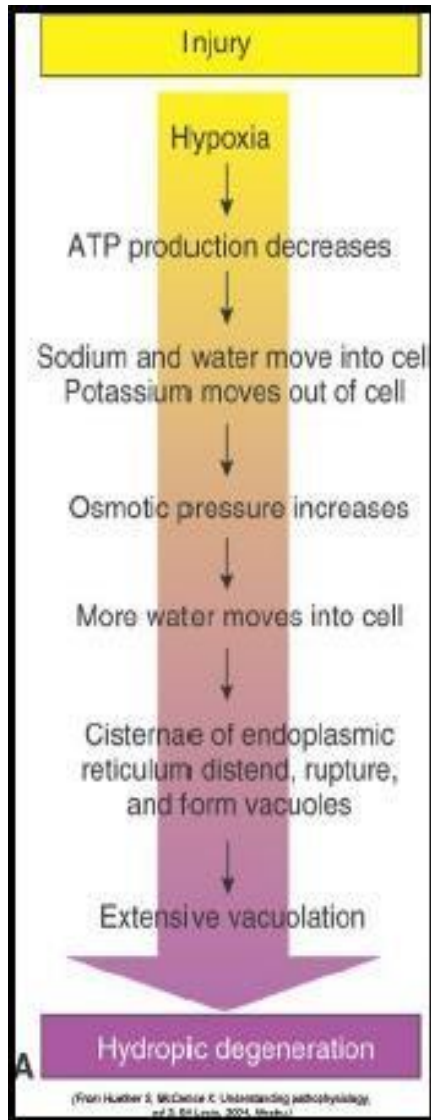 Injury
Hypoxia
ATP production decreases
Sodium and water move into cell
Potassium moves out of cell
Osmotic pressure increases
More water moves into cell
Cisternae of endoplasmic
reticulum distend, rupture,
and form vacuoles
Extensive vacuolation
Hydropic degeneration
A
(From Huether S, McCance K: Understanding pathophysiology,
ed 3, St Louis, 2004, Mosby.)